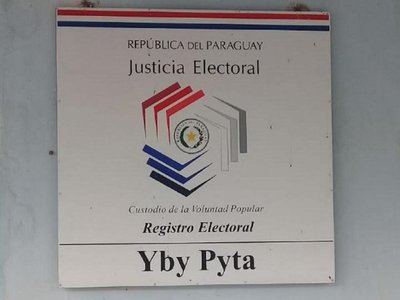 REPÚBLICA DEL PARAGUAY
Justicia Electoral
Custodio de la Voluntad Popular
Registro Electoral
Yby Pyta